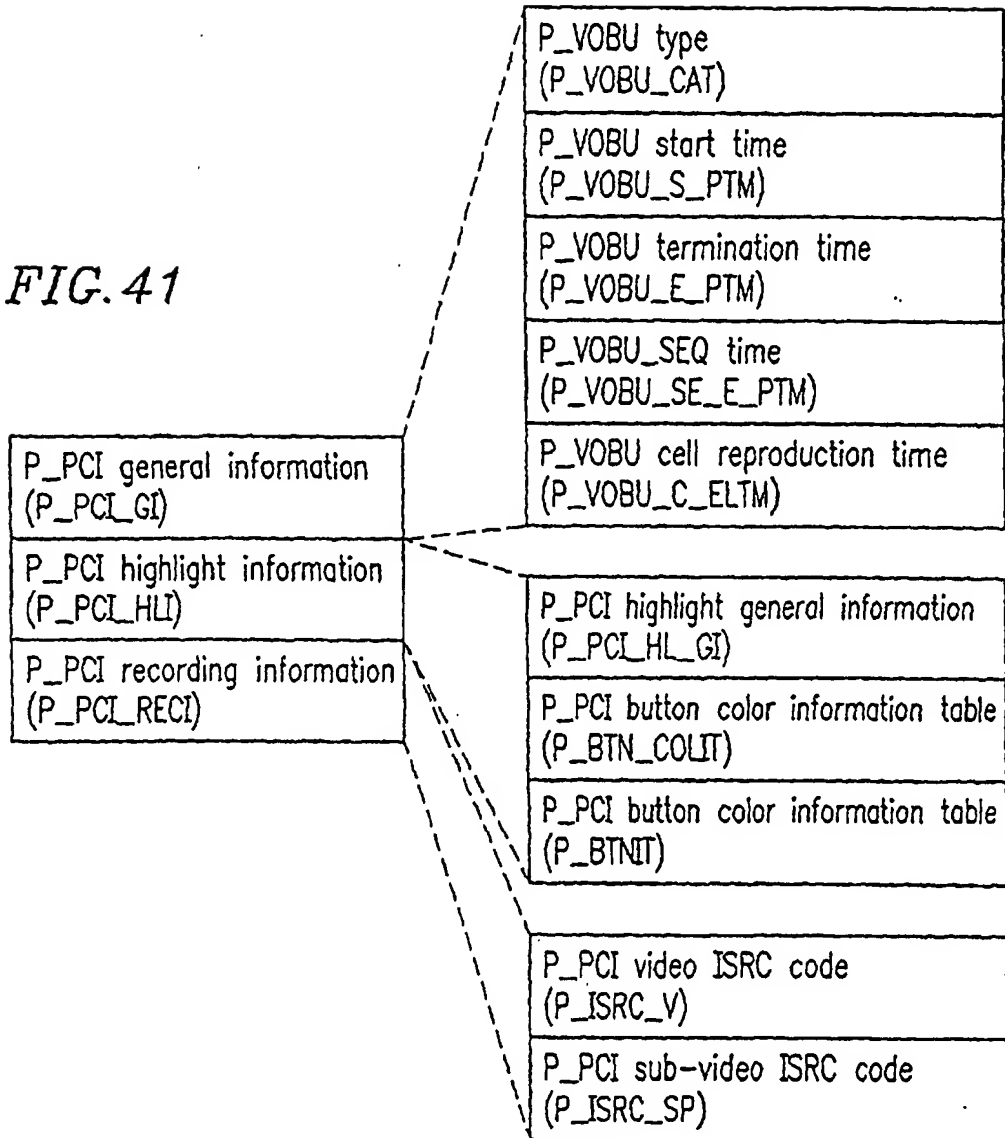 FIG.41
P_PCI general information
(P_PCI_GI)
P_PCI highlight information
(P_PCI_HLI)
P_PCI recording information
(P_PCI_RECI)
P_VOBU type
(P_VOBU_CAT)
P_VOBU start time
(P_VOBU_S_PTM)
P_VOBU termination time
(P_VOBU_E_PTM)
P_VOBU_SEQ time
(P_VOBU_SE_E_PTM)
P_VOBU cell reproduction time
(P_VOBU_C_ELTM)
P_PCI highlight general information
(P_PCI_HL_GI)
P_PCI button color information table
(P_BTN_COLIT)
P_PCI button color information table
(P_BTNIT)
P_PCI video ISRC code
(P_ISRC_V)
P_PCI sub-video ISRC code
(P_ISRC_SP)